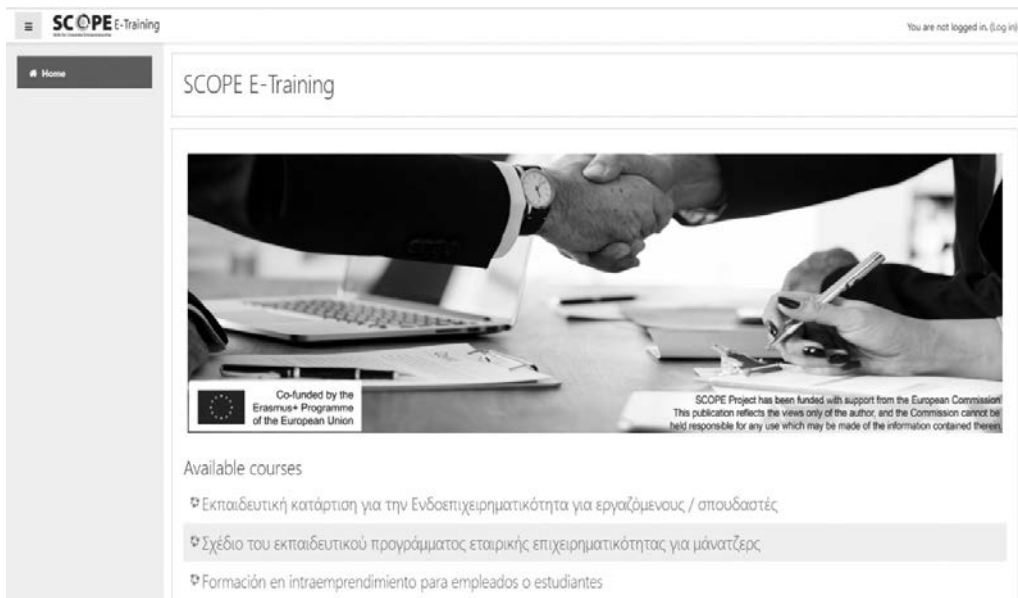 SCOPE E-Training
You are not logged in. (Log in)
Home
SCOPE E-Training
Co-funded by the
Erasmus+ Programme
of the European Union
SCOPE Project has been funded with support from the European Commission
This publication reflects the views only of the author, and the Commission cannot be
held responsible for any use which may be made of the information contained therein.
Available courses
Εκπαιδευτική κατάρτιση για την Ενδοεπιχειρηματικότητα για εργαζόμενους / σπουδαστές
Σχέδιο του εκπαιδευτικού προγράμματος εταιρικής επιχειρηματικότητας για μάνατζερς
Formación en intraemprendimiento para empleados o estudiantes